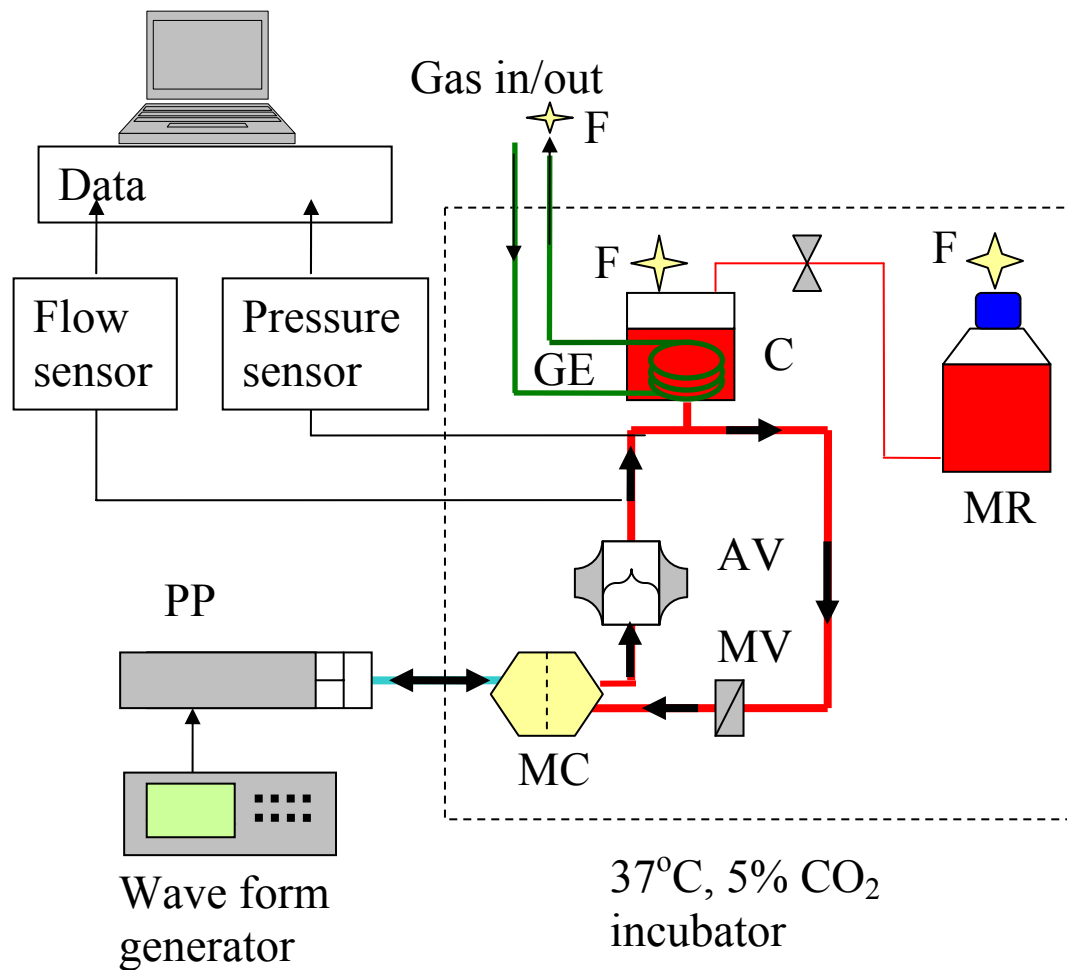 Gas in/out
F
Data
F
F
Flow
sensor
Pressure
sensor
GE
C
MR
AV
PP
MV
MC
Wave form
generator
37°C, 5% CO₂
incubator